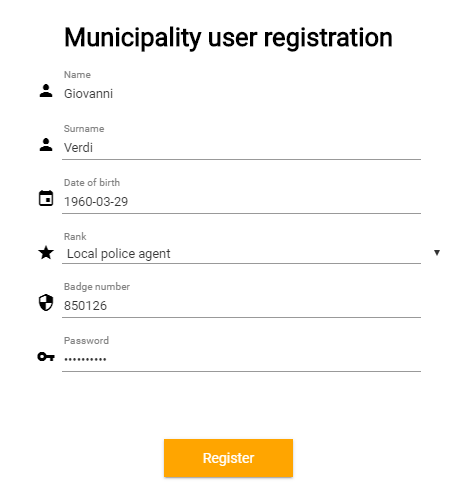 Municipality user registration
Name
Giovanni
Surname
Verdi
Date of birth
1960-03-29
Rank
Local police agent
Badge number
850126
Password
••••••••••
Register